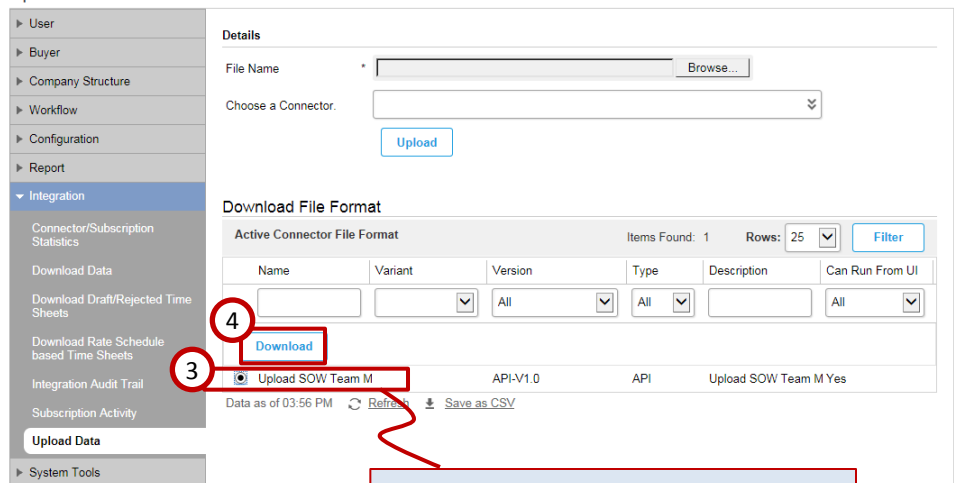 User
Buyer
Company Structure
Workflow
Configuration
Report
Integration
Connector/Subscription
Statistics
Download Data
Download Draft/Rejected Time
Sheets
Download Rate Schedule
based Time Sheets
Integration Audit Trail
Subscription Activity
Upload Data
System Tools
Details
File Name * Browse...
Choose a Connector.
Upload
Download File Format
Active Connector File Format Items Found: 1 Rows: 25 Filter
Name Variant Version Type Description Can Run From UI
All All All
4
Download
3
Upload SOW Team M API-V1.0 API Upload SOW Team M Yes
Data as of 03:56 PM Refresh Save as CSV